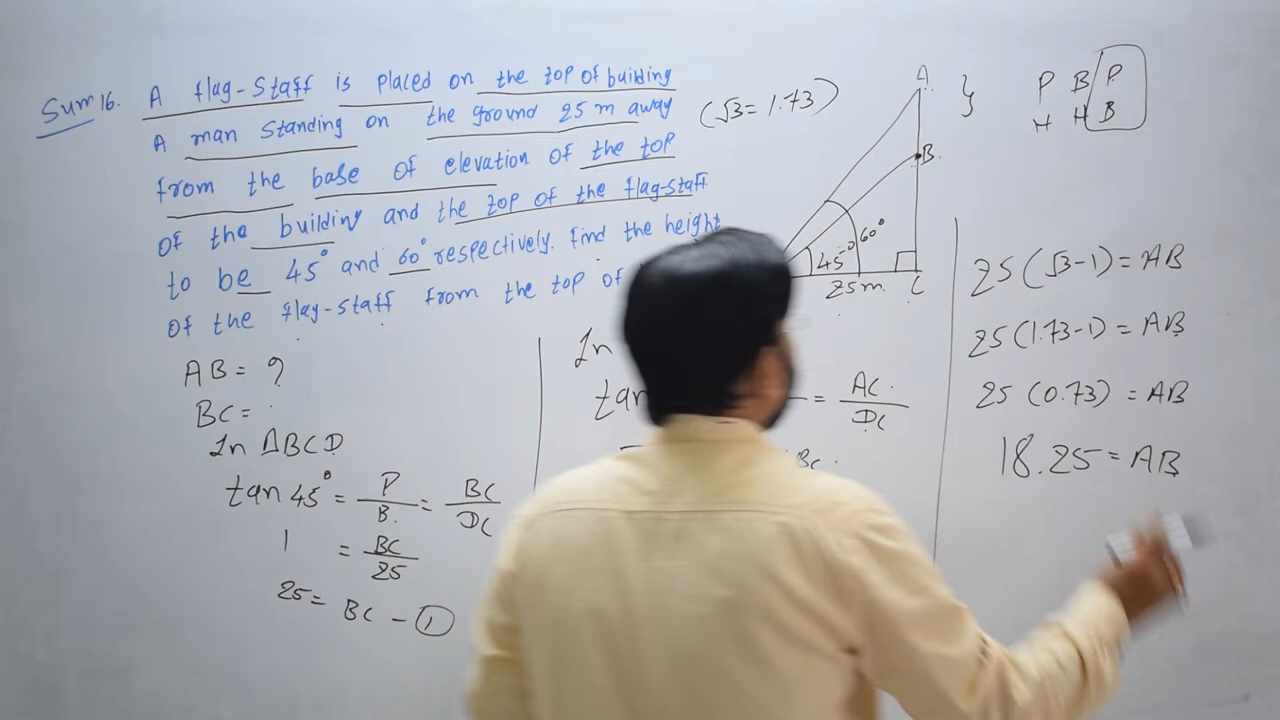 Sum 16. A flag-staff is placed on the top of building
A man standing on the ground 25 m away
from the base of elevation of the top
of the building and the top of the flag-staff
to be 45° and 60° respectively. Find the height
of the flag-staff from the top of
(√3 = 1.73)
A
B.
60°
45°
25m.
C
P B P
H H B
AB = ?
BC =
In ΔBCD
tan 45° = P/B. = BC/DC
1 = BC/25
25 = BC - ①
In
tan = AC/DC
BC
25(√3-1) = AB
25(1.73-1) = AB
25(0.73) = AB
18.25 = AB